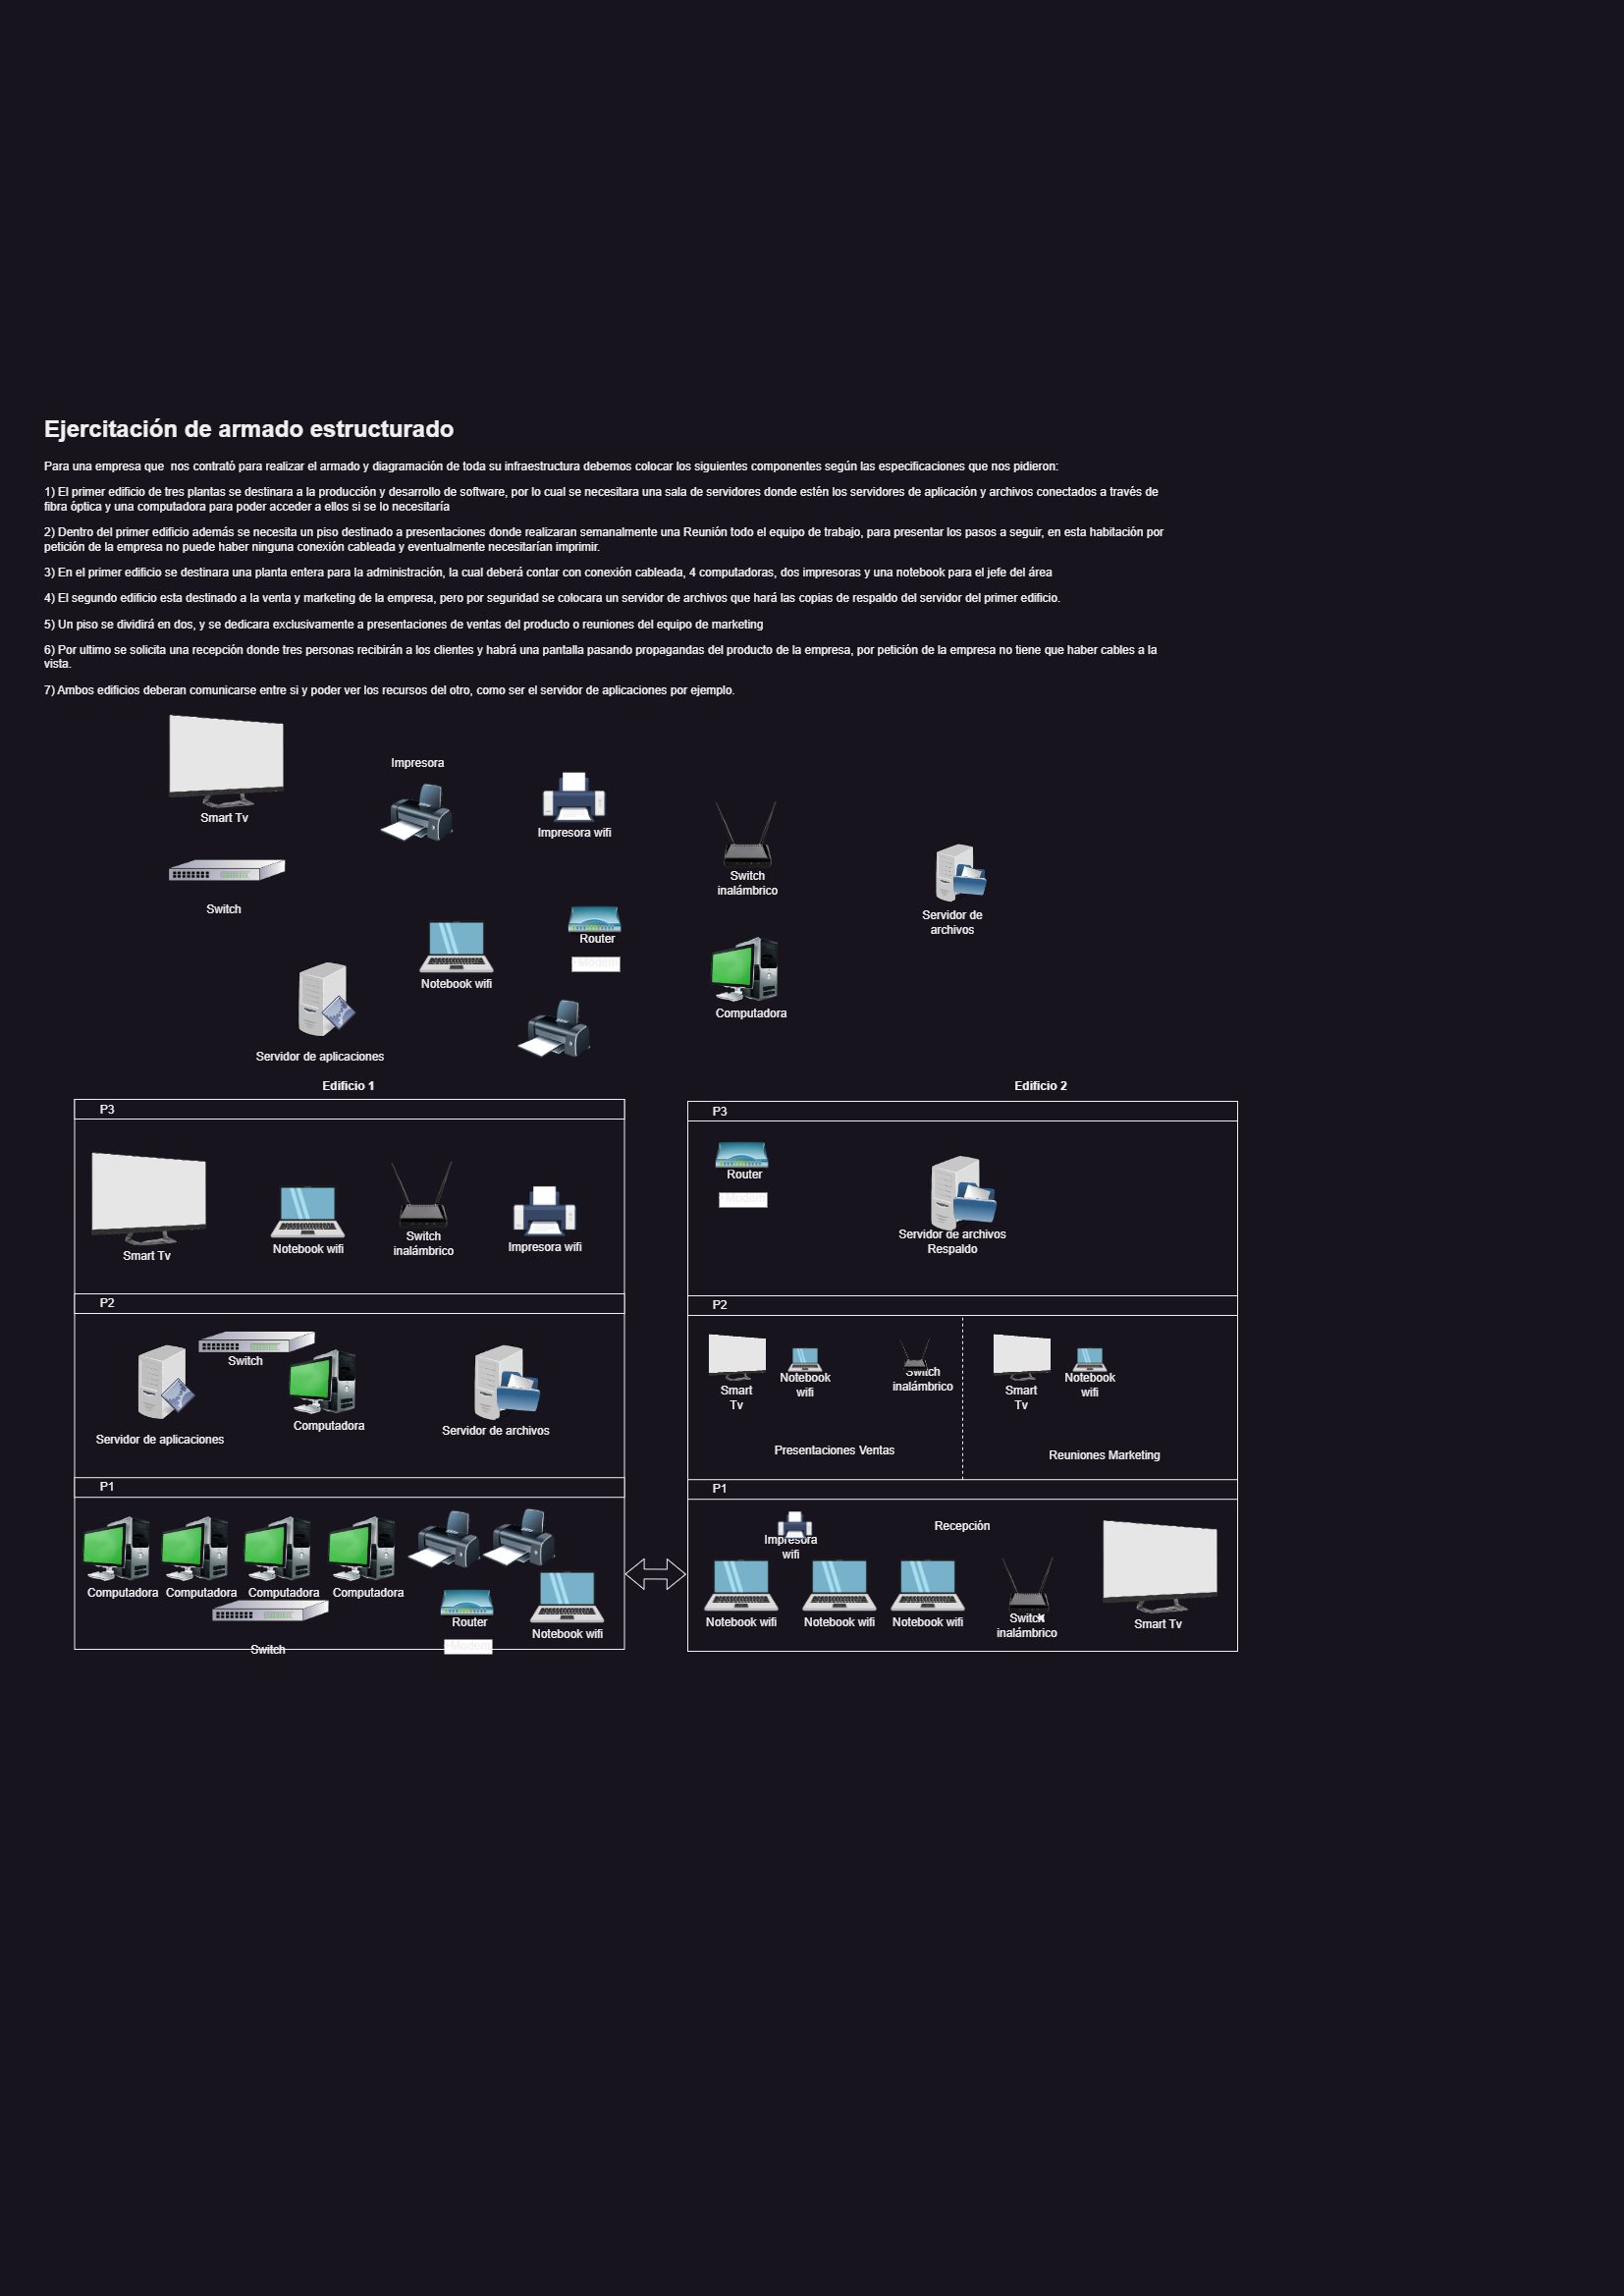 Ejercitación de armado estructurado
Para una empresa que  nos contrató para realizar el armado y diagramación de toda su infraestructura debemos colocar los siguientes componentes según las especificaciones que nos pidieron:
1) El primer edificio de tres plantas se destinara a la producción y desarrollo de software, por lo cual se necesitara una sala de servidores donde estén los servidores de aplicación y archivos conectados a través de
fibra óptica y una computadora para poder acceder a ellos si se lo necesitaría
2) Dentro del primer edificio además se necesita un piso destinado a presentaciones donde realizaran semanalmente una Reunión todo el equipo de trabajo, para presentar los pasos a seguir, en esta habitación por
petición de la empresa no puede haber ninguna conexión cableada y eventualmente necesitarían imprimir.
3) En el primer edificio se destinara una planta entera para la administración, la cual deberá contar con conexión cableada, 4 computadoras, dos impresoras y una notebook para el jefe del área
4) El segundo edificio esta destinado a la venta y marketing de la empresa, pero por seguridad se colocara un servidor de archivos que hará las copias de respaldo del servidor del primer edificio.
5) Un piso se dividirá en dos, y se dedicara exclusivamente a presentaciones de ventas del producto o reuniones del equipo de marketing
6) Por ultimo se solicita una recepción donde tres personas recibirán a los clientes y habrá una pantalla pasando propagandas del producto de la empresa, por petición de la empresa no tiene que haber cables a la
vista.
7) Ambos edificios deberan comunicarse entre si y poder ver los recursos del otro, como ser el servidor de aplicaciones por ejemplo.
Impresora
Smart Tv
Impresora wifi
Switch
inalámbrico
Switch
Servidor de
archivos
Router
Modem
Notebook wifi
Computadora
Servidor de aplicaciones
Edificio 1
P3
Smart Tv
Notebook wifi
Switch
inalámbrico
Impresora wifi
P2
Switch
Computadora
Servidor de aplicaciones
Servidor de archivos
P1
Computadora
Computadora
Computadora
Computadora
Router
Modem
Notebook wifi
Switch
Edificio 2
P3
Router
Modem
Servidor de archivos
Respaldo
P2
Smart
Tv
Notebook
wifi
Switch
inalámbrico
Presentaciones Ventas
Smart
Tv
Notebook
wifi
Reuniones Marketing
P1
Impresora
wifi
Recepción
Notebook wifi
Notebook wifi
Notebook wifi
Switch
inalámbrico
Smart Tv